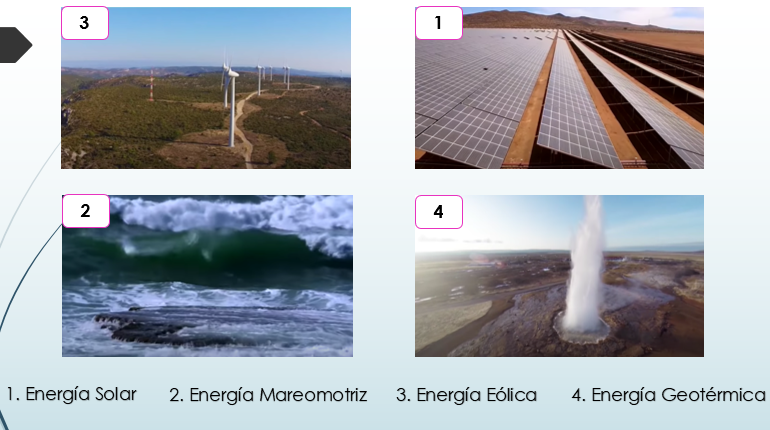 3
1
2
4
1. Energía Solar
2. Energía Mareomotriz
3. Energía Eólica
4. Energía Geotérmica